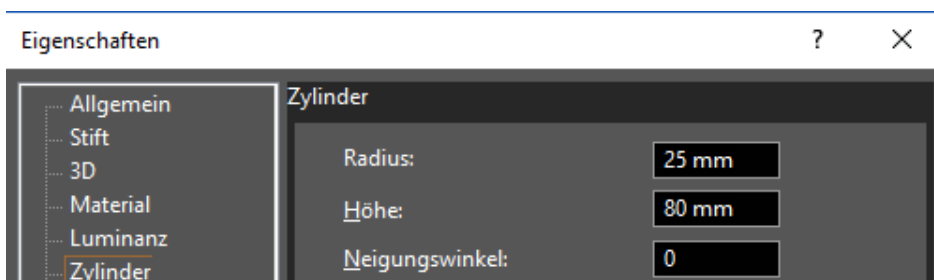 Eigenschaften ? ×
Allgemein
Stift
3D
Material
Luminanz
Zylinder
Zylinder
Radius: 25 mm
Höhe: 80 mm
Neigungswinkel: 0